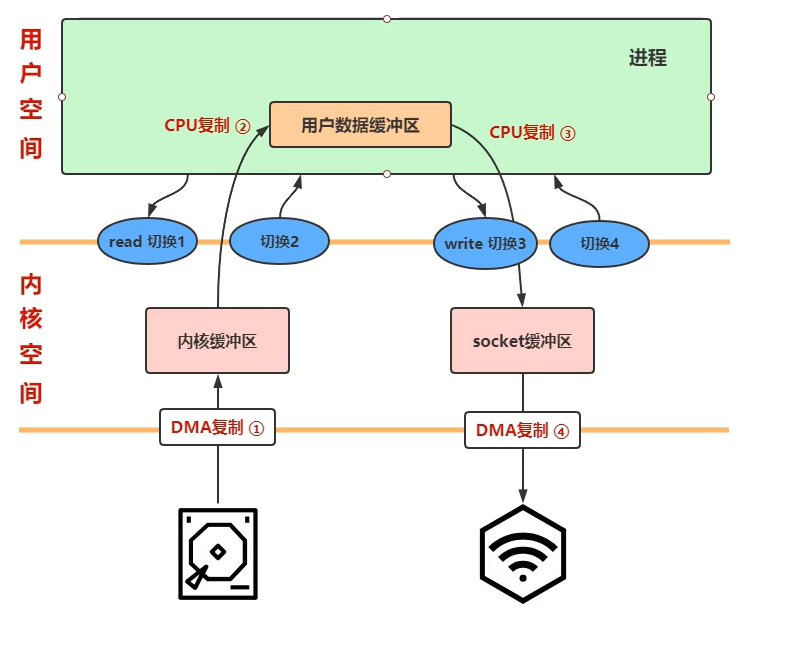 用户空间
进程
CPU复制 ②
用户数据缓冲区
CPU复制 ③
read 切换1
切换2
write 切换3
切换4
内核空间
内核缓冲区
socket缓冲区
DMA复制 ①
DMA复制 ④